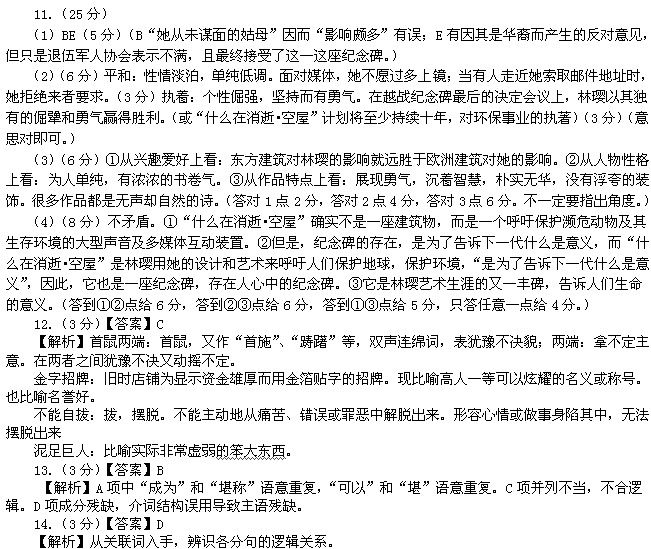 11.（25分）
（1）BE（5分）（B“她从未谋面的姑母”因而“影响颇多”有误；E有因其是华裔而产生的反对意见，
但只是退伍军人协会表示不满，且最终接受了这一这座纪念碑。）
（2）（6分）平和：性情淡泊，单纯低调。面对媒体，她不愿过多上镜；当有人走近她索取邮件地址时，
她拒绝来者要求。（3分）执着：个性倔强，坚持而有勇气。在越战纪念碑最后的决定会议上，林璎以其独
有的倔犟和勇气赢得胜利。（或“什么在消逝•空屋”计划将至少持续十年，对环保事业的执著）（3分）（意
思对即可。）
（3）（6分）①从兴趣爱好上看：东方建筑对林璎的影响就远胜于欧洲建筑对她的影响。②从人物性格
上看：为人单纯，有浓浓的书卷气。③从作品特点上看：展现勇气，沉着智慧，朴实无华，没有浮夸的装
饰。很多作品都是无声却自然的诗。（答对1点2分，答对2点4分，答对3点6分。不一定要指出角度。）
（4）（8分）不矛盾。①“什么在消逝•空屋”确实不是一座建筑物，而是一个呼吁保护濒危动物及其
生存环境的大型声音及多媒体互动装置。②但是，纪念碑的存在，是为了告诉下一代什么是意义，而“什
么在消逝•空屋”是林璎用她的设计和艺术来呼吁人们保护地球，保护环境，“是为了告诉下一代什么是意
义”，因此，它也是一座纪念碑，存在人心中的纪念碑。③它是林璎艺术生涯的又一丰碑，告诉人们生命
的意义。（答到①②点给6分，答到②③点给6分，答到①③点给5分，只答任意一点给4分。）
12.（3分）【答案】C
【解析】首鼠两端：首鼠，又作“首施”、“踌躇”等，双声连绵词，表犹豫不决貌；两端：拿不定主
意。在两者之间犹豫不决又动摇不定。
金字招牌：旧时店铺为显示资金雄厚而用金箔贴字的招牌。现比喻高人一等可以炫耀的名义或称号。
也比喻名誉好。
不能自拔：拔，摆脱。不能主动地从痛苦、错误或罪恶中解脱出来。形容心情或做事身陷其中，无法
摆脱出来
泥足巨人：比喻实际非常虚弱的笨大东西。
13.（3分）【答案】B
【解析】A项中“成为”和“堪称”语意重复，“可以”和“堪”语意重复。C项并列不当，不合逻
辑。D项成分残缺，介词结构误用导致主语残缺。
14.（3分）【答案】D
【解析】从关联词入手，辨识各分句的逻辑关系。